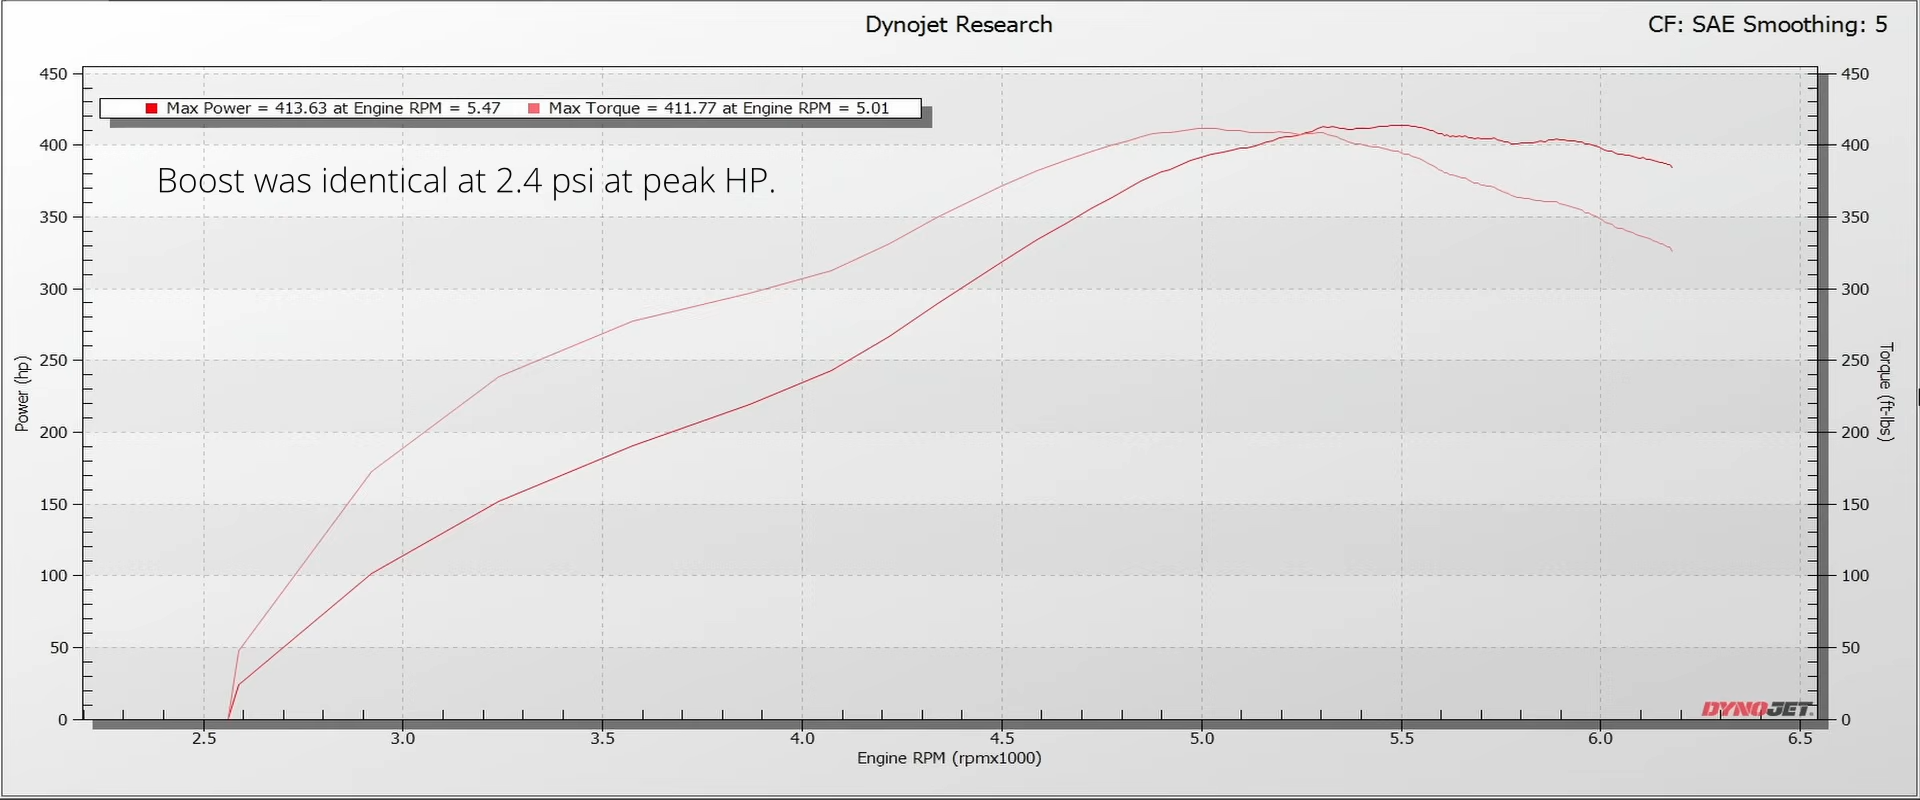 Dynojet Research
CF: SAE Smoothing: 5
Max Power = 413.63 at Engine RPM = 5.47
Max Torque = 411.77 at Engine RPM = 5.01
Boost was identical at 2.4 psi at peak HP.
Power (hp)
450
400
350
300
250
200
150
100
50
0
450
400
350
300
250
200
150
100
50
0
Torque (ft-lbs)
DYNOJET
2.5 3.0 3.5 4.0 4.5 5.0 5.5 6.0 6.5
Engine RPM (rpmx1000)